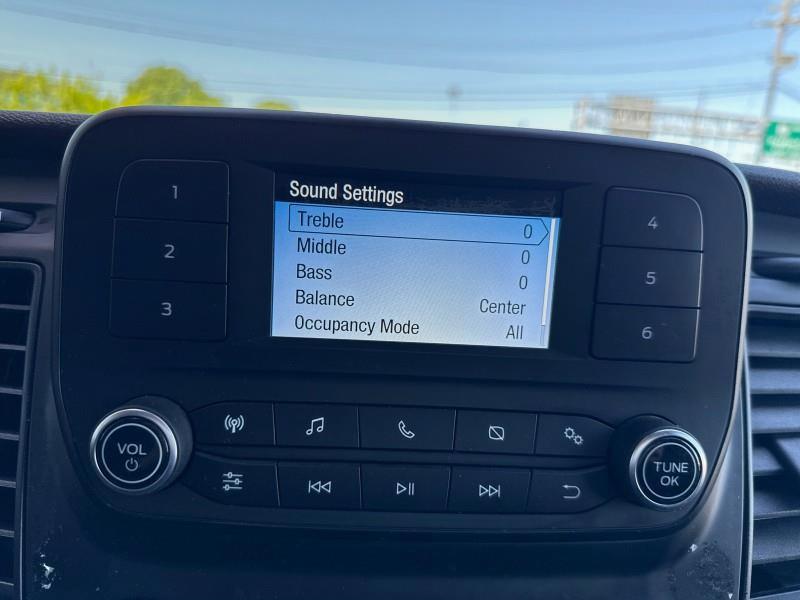 Sound Settings
Treble 0
Middle 0
Bass 0
Balance Center
Occupancy Mode All
1
2
3
4
5
6
VOL
TUNE
OK